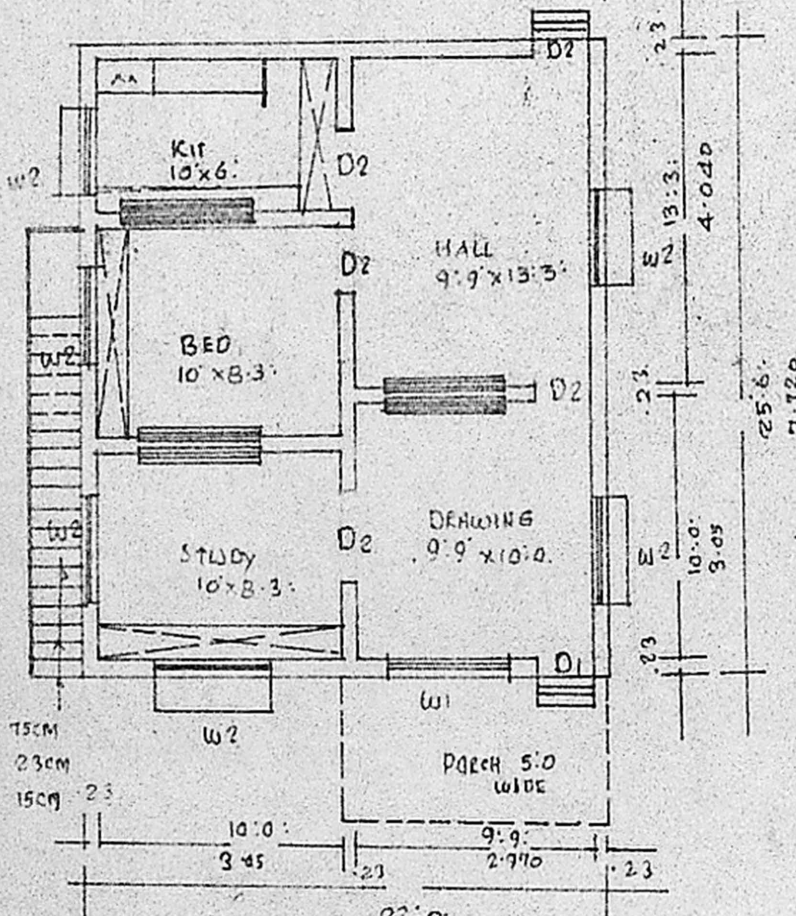 D2
.23
KIT
10'x6'
D2
W2
13'.3"
4.040
HALL
9'.9"x13'.3"
W2
D2
BED
10'x8'.3"
W2
D2
.23
25'.6"
7.770
DRAWING
9'.9"x10'.0
W2
10'.0"
3.05
STUDY
10'x8'.3"
D2
W2
D1
.23
W1
W2
PORCH 5'.0
WIDE
75CM
23CM
15CM
.23
10'.0"
3.05
.23
9'.9"
2.970
.23